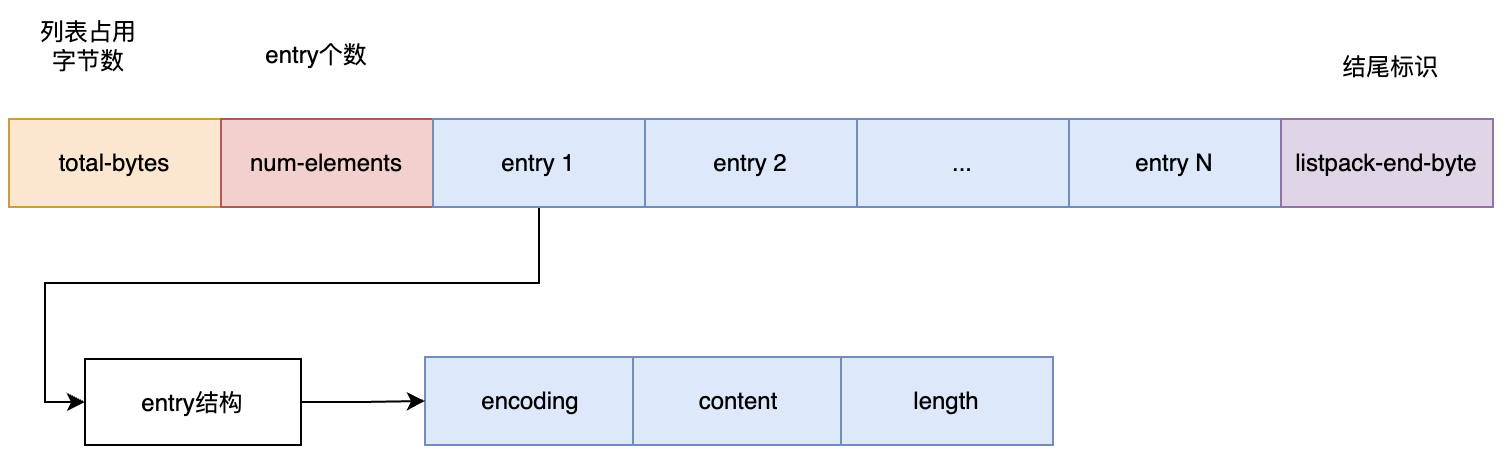 列表占用
字节数
entry个数
结尾标识
total-bytes
num-elements
entry 1
entry 2
...
entry N
listpack-end-byte
entry结构
encoding
content
length